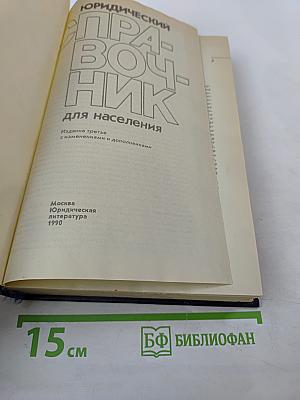 ЮРИДИЧЕСКИЙ
СПРА-
ВОЧ-
НИК
для населения
Издание третье
с изменениями и дополнениями
Москва
Юридическая
литература
1990
15 см
БФ БИБЛИОФАН